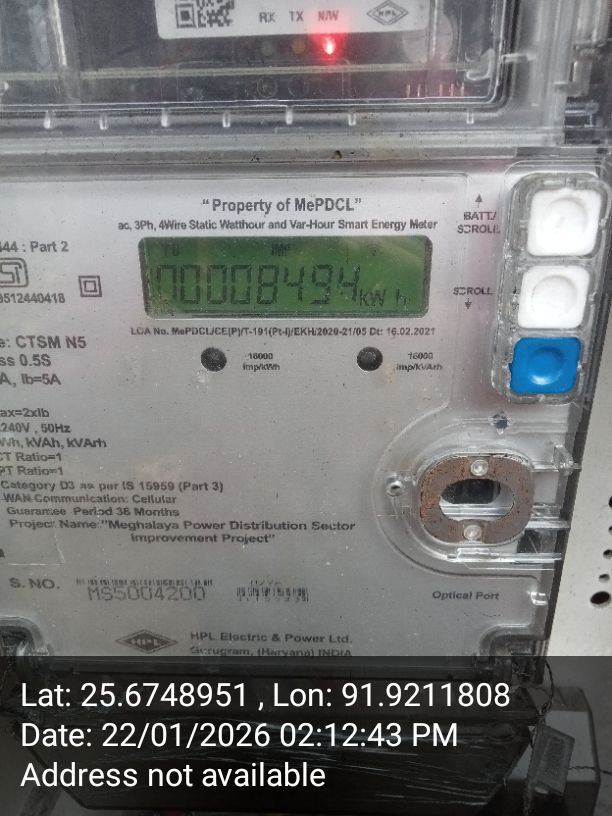 RX TX N/W
HPL
"Property of MePDCL"
ac, 3Ph, 4Wire Static Watthour and Var-Hour Smart Energy Meter
BATT./
SCROLL
: Part 2
IMP
00008494 kWh
SCROLL
9512440418
LOA No. MePDCL/CE(P)/T-191(Pt-I)/EKH/2020-21/05 Dt: 16.02.2021
CTSM N5
16000
imp/kWh
16000
imp/kVArh
0.5S
A, Ib=5A
ax=2xIb
240V , 50Hz
Wh, kVAh, kVArh
CT Ratio=1
PT Ratio=1
Category D3 as per IS 15959 (Part 3)
WAN Communication: Cellular
Guarantee Period 36 Months
Project Name:"Meghalaya Power Distribution Sector
Improvement Project"
S. NO.
MS5004200
Optical Port
HPL
HPL Electric & Power Ltd.
Gurugram, (Haryana) INDIA
Lat: 25.6748951 , Lon: 91.9211808
Date: 22/01/2026 02:12:43 PM
Address not available